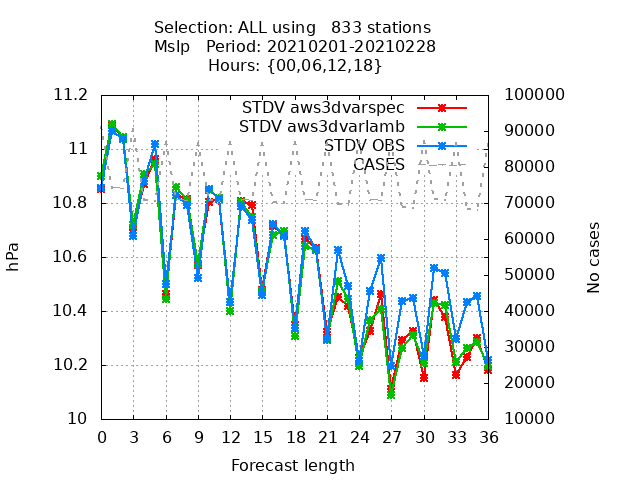 Selection: ALL using   833 stations
Mslp   Period: 20210201-20210228
Hours: {00,06,12,18}
11.2
11
10.8
10.6
10.4
10.2
10
hPa
STDV aws3dvarspec
STDV aws3dvarlamb
STDV OBS
CASES
100000
90000
80000
70000
60000
50000
40000
30000
20000
10000
No cases
0 3 6 9 12 15 18 21 24 27 30 33 36
Forecast length